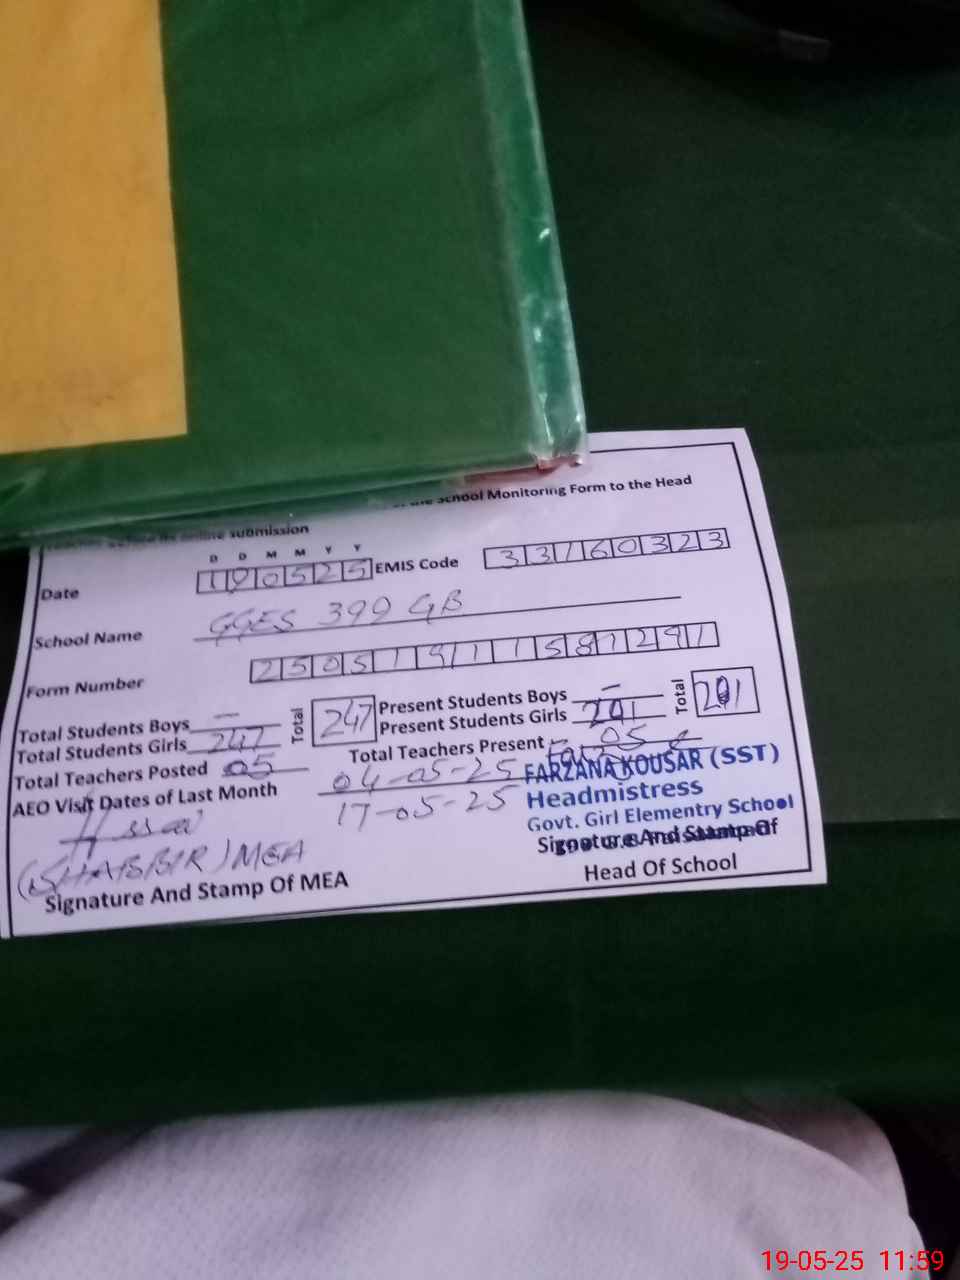 School Monitoring Form to the Head
submission
D D M M Y Y
Date 190525 EMIS Code 33160323
School Name GGES 399 GB
Form Number
Total Students Boys - Total 247 Present Students Boys - Total 201
Total Students Girls 247 Present Students Girls 201
Total Teachers Posted 05 Total Teachers Present 05
AEO Visit Dates of Last Month 04-05-25
17-05-25
FARZANA KOUSAR (SST)
Headmistress
Govt. Girl Elementry School
(SHABBIR) MEA
Signature And Stamp Of MEA
Signature And Stamp Of
Head Of School
19-05-25 11:59